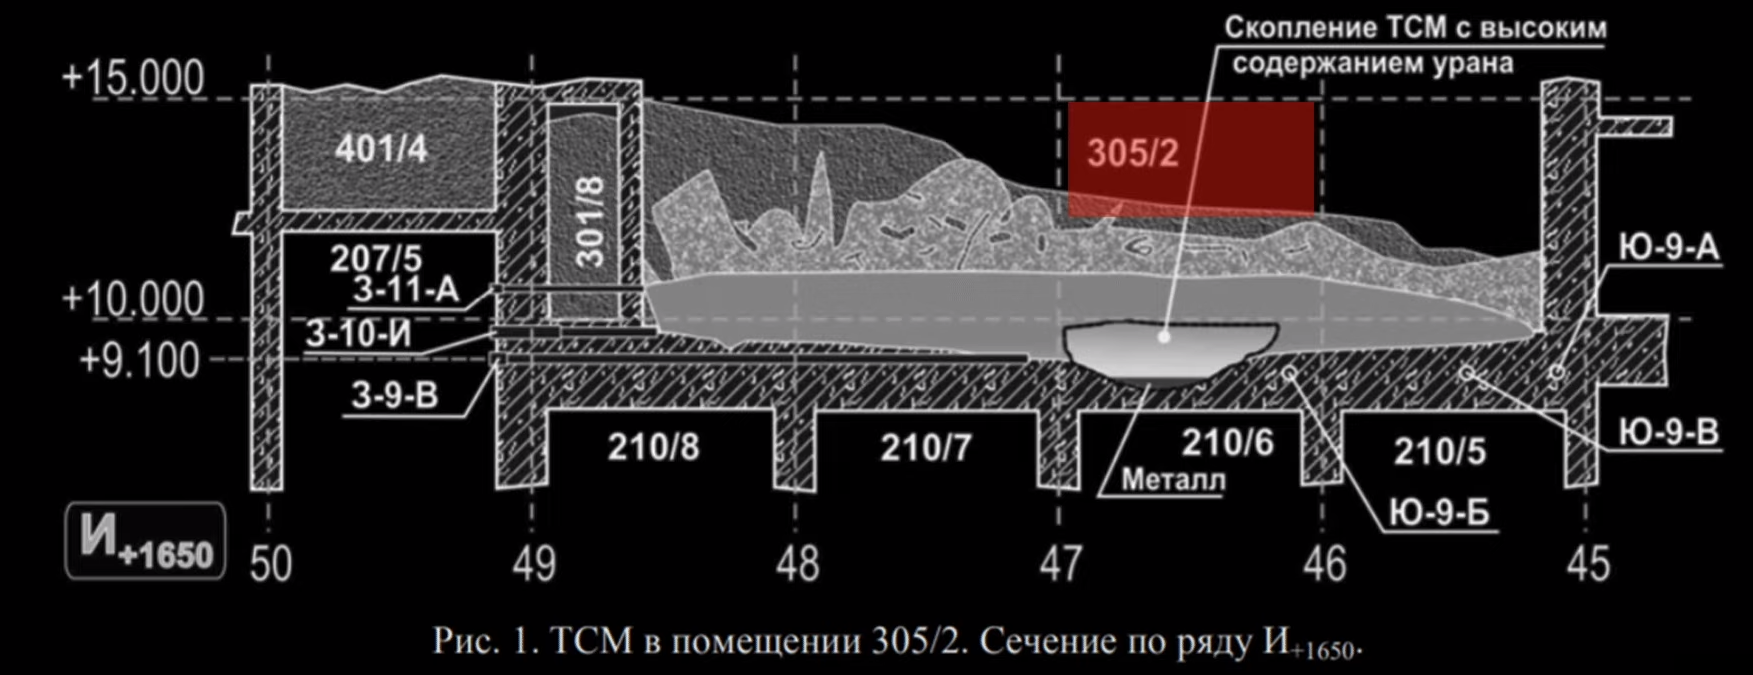 Скопление ТСМ с высоким
содержанием урана
+15.000
401/4
301/8
305/2
207/5
З-11-А
Ю-9-А
+10.000
З-10-И
+9.100
З-9-В
210/8
210/7
210/6
210/5
Ю-9-В
Металл
Ю-9-Б
И+1650
50
49
48
47
46
45
Рис. 1. ТСМ в помещении 305/2. Сечение по ряду И+1650.